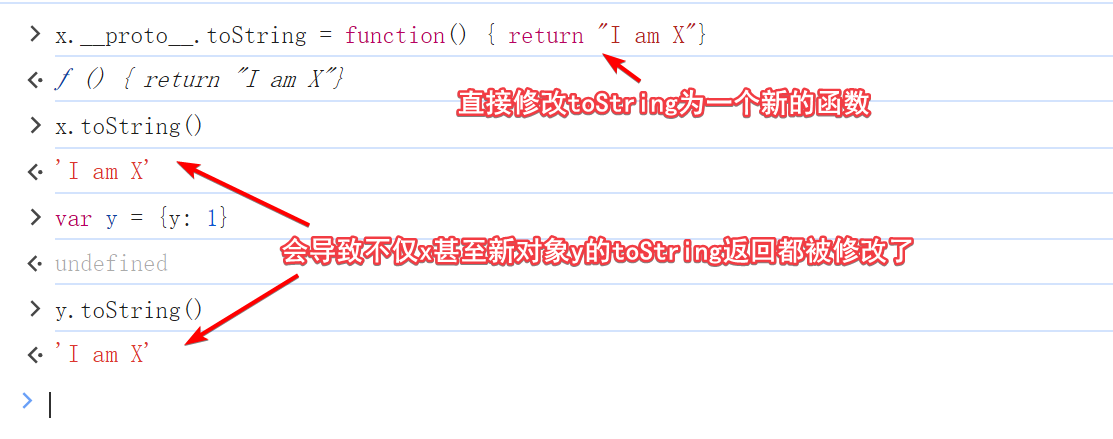 > x.__proto__.toString = function() { return "I am X"}
<· ƒ () { return "I am X"}
直接修改toString为一个新的函数
> x.toString()
<· 'I am X'
> var y = {y: 1}
会导致不仅x甚至新对象y的toString返回都被修改了
<· undefined
> y.toString()
<· 'I am X'
>